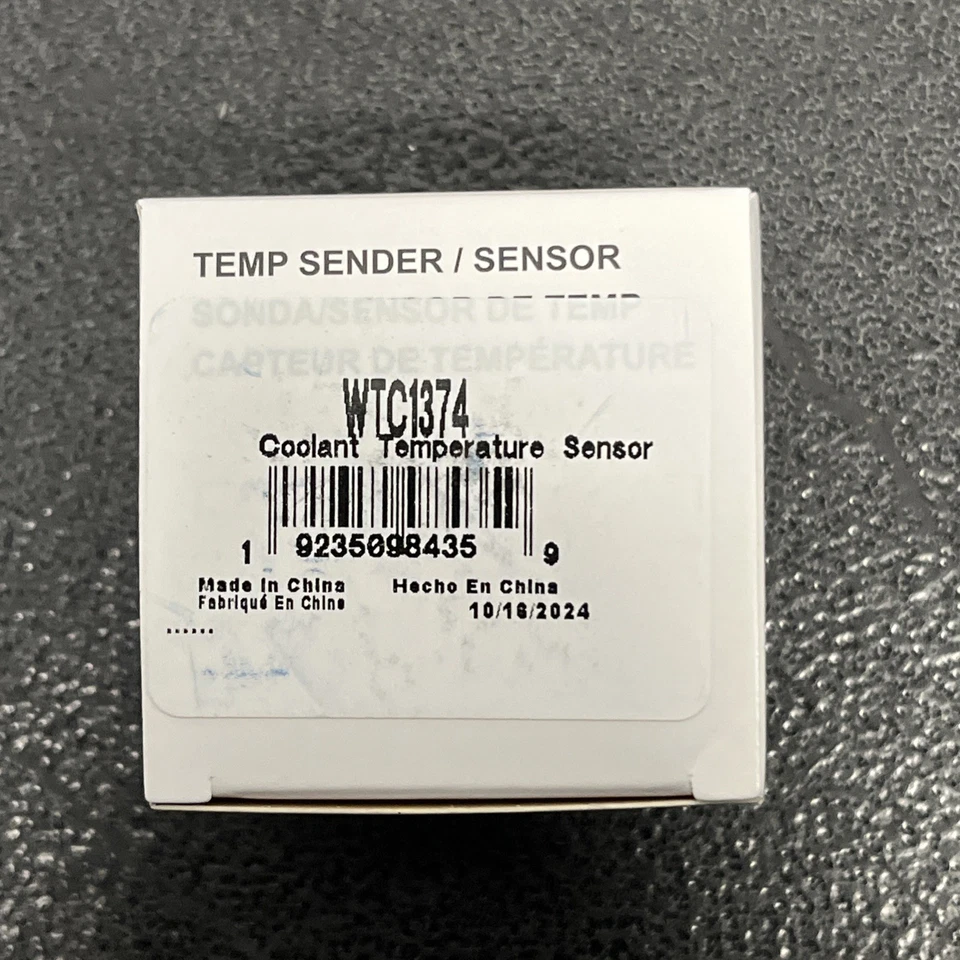 TEMP SENDER / SENSOR
SONDA/SENSOR DE TEMP
CAPTEUR DE TEMPÉRATURE
WTC1374
Coolant Temperature Sensor
1 9235098435 9
Made In China Hecho En China
Fabriqué En Chine
10/16/2024